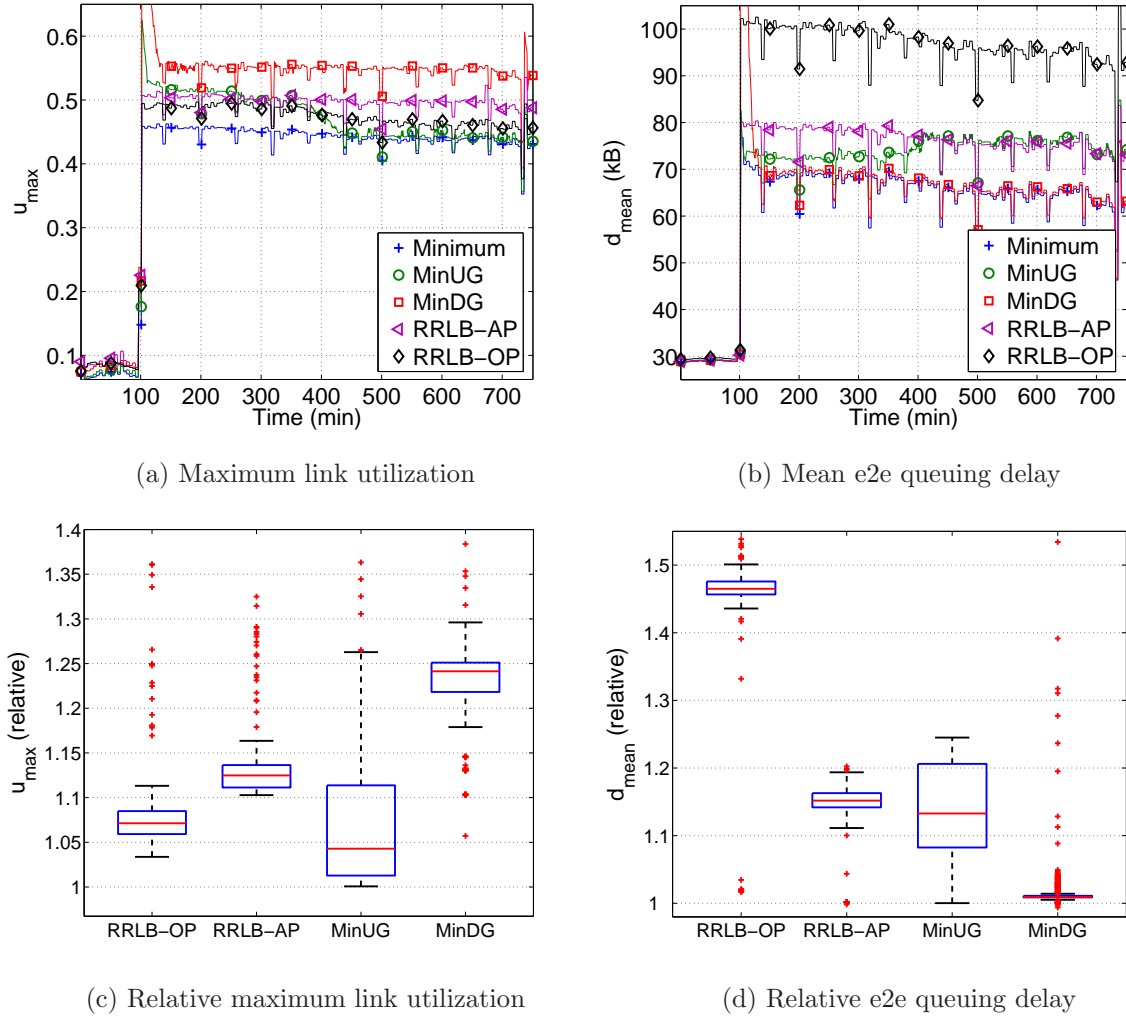 0.6
0.5
0.4
0.3
0.2
0.1
u_max
100 200 300 400 500 600 700
Time (min)
Minimum
MinUG
MinDG
RRLB-AP
RRLB-OP
(a) Maximum link utilization
100
90
80
70
60
50
40
30
d_mean (kB)
100 200 300 400 500 600 700
Time (min)
Minimum
MinUG
MinDG
RRLB-AP
RRLB-OP
(b) Mean e2e queuing delay
1.4
1.35
1.3
1.25
1.2
1.15
1.1
1.05
1
u_max (relative)
RRLB-OP RRLB-AP MinUG MinDG
(c) Relative maximum link utilization
1.5
1.4
1.3
1.2
1.1
1
d_mean (relative)
RRLB-OP RRLB-AP MinUG MinDG
(d) Relative e2e queuing delay